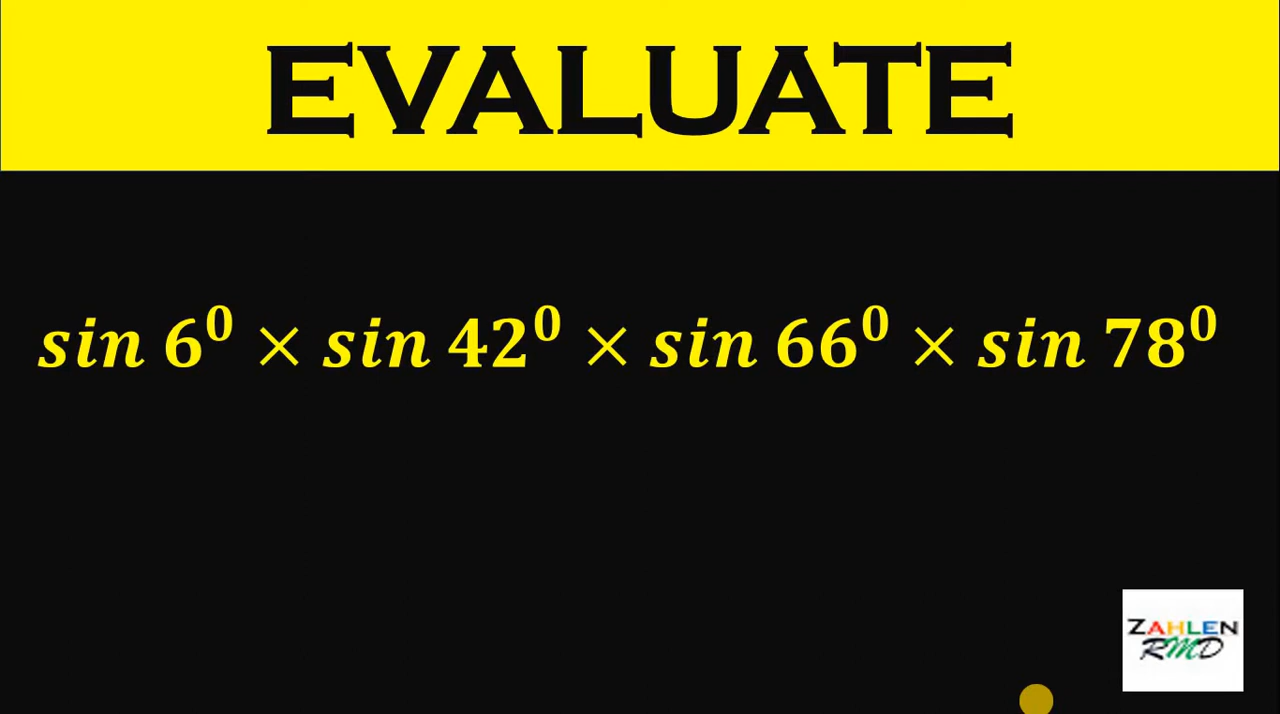 EVALUATE
sin 6⁰ × sin 42⁰ × sin 66⁰ × sin 78⁰
ZAHLEN
RMD